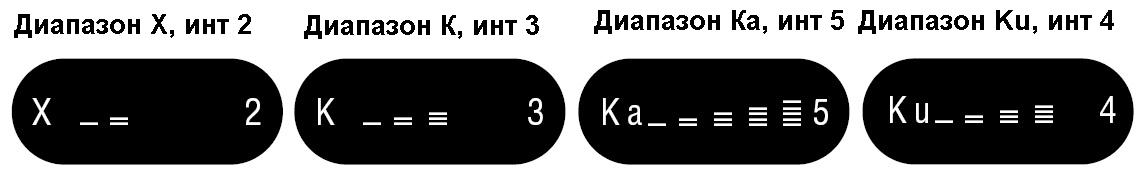 Диапазон X, инт 2
Диапазон К, инт 3
Диапазон Ка, инт 5
Диапазон Ku, инт 4
X 2
K 3
Ka 5
Ku 4